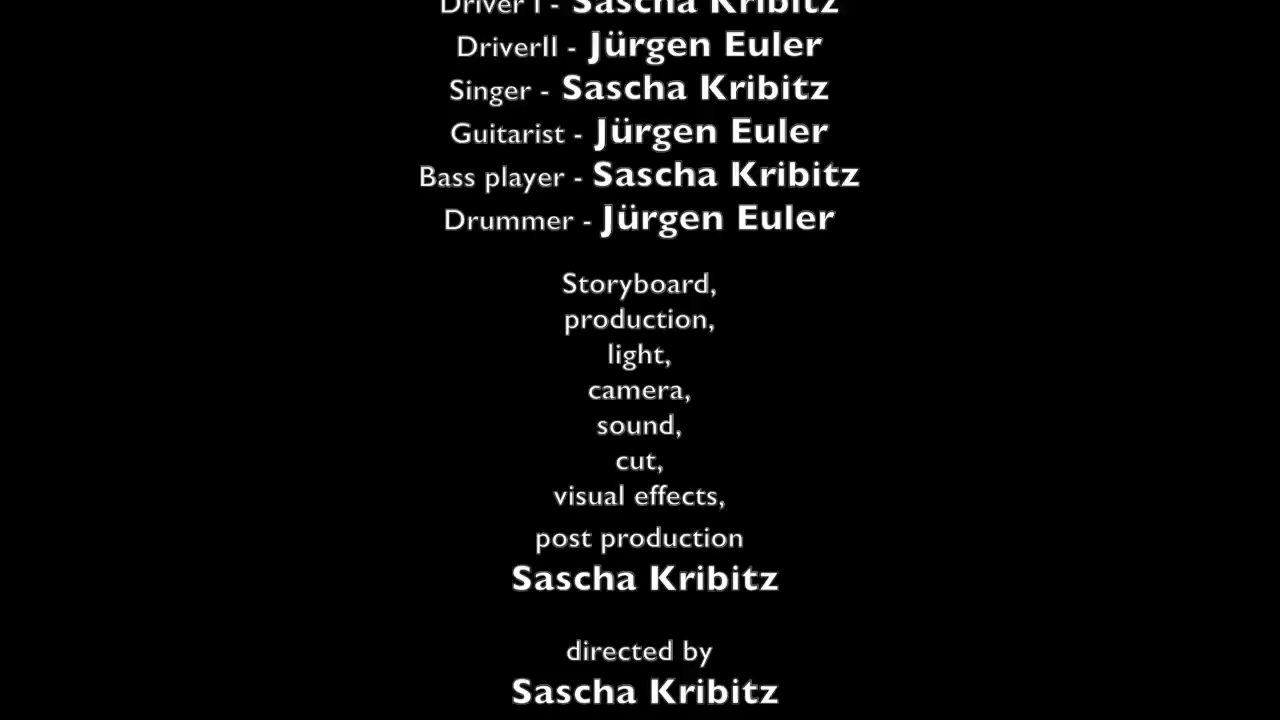 Driver I - Sascha Kribitz
DriverII - Jürgen Euler
Singer - Sascha Kribitz
Guitarist - Jürgen Euler
Bass player - Sascha Kribitz
Drummer - Jürgen Euler
Storyboard,
production,
light,
camera,
sound,
cut,
visual effects,
post production
Sascha Kribitz
directed by
Sascha Kribitz